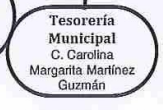 Tesorería
Municipal
C. Carolina
Margarita Martínez
Guzmán